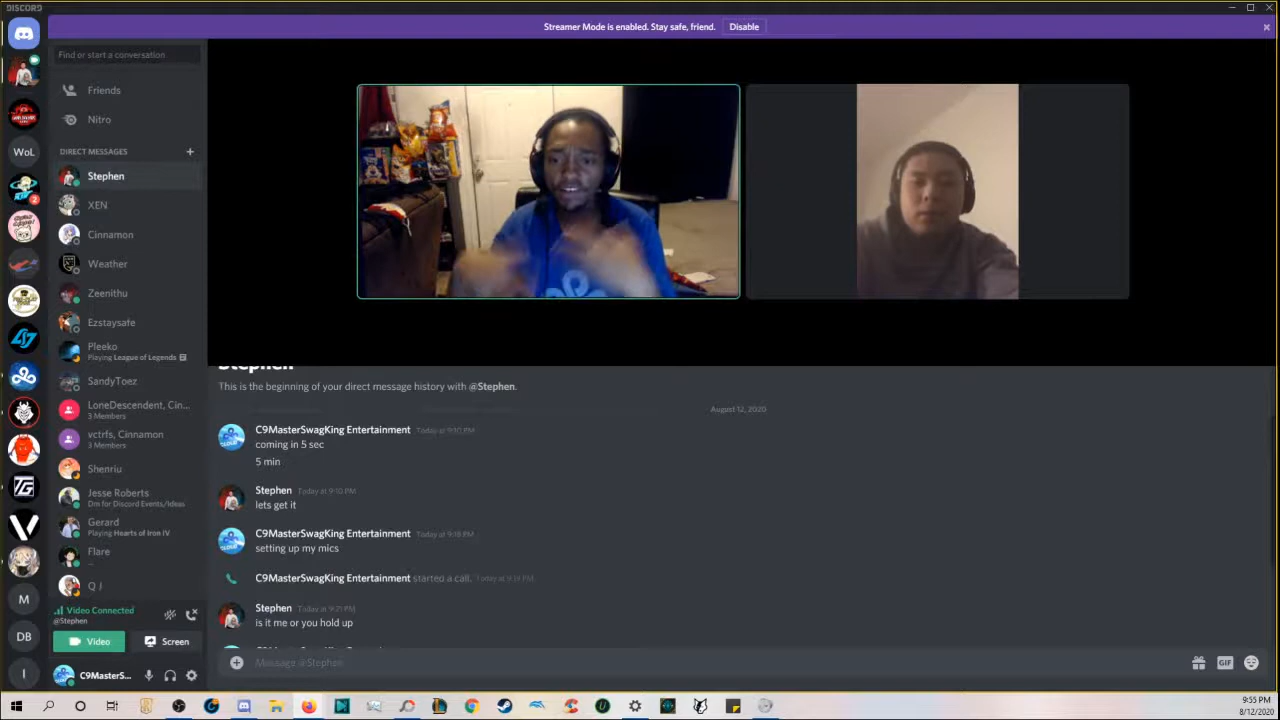 DISCORD
Streamer Mode is enabled. Stay safe, friend. Disable
Find or start a conversation
Friends
WoL
Nitro
DIRECT MESSAGES
Stephen
2
XEN
Cinnamon
Weather
Zeenithu
Ezstaysafe
Pleeko
Playing League of Legends
SandyToez
LoneDescendent, Cin...
3 Members
vctrfs, Cinnamon
3 Members
Shenriu
Jesse Roberts
Dm for Discord Events/Ideas
Gerard
Playing Hearts of Iron IV
Flare
Q
M
DB
I
Video Connected
@Stephen
Video
Screen
C9MasterS...
Stephen
This is the beginning of your direct message history with @Stephen.
August 12, 2020
C9MasterSwagKing Entertainment Today at 9:10 PM
coming in 5 sec
5 min
Stephen Today at 9:10 PM
lets get it
C9MasterSwagKing Entertainment Today at 9:18 PM
setting up my mics
C9MasterSwagKing Entertainment started a call. Today at 9:19 PM
Stephen Today at 9:21 PM
is it me or you hold up
Message @Stephen
GIF
9:55 PM
8/12/2020